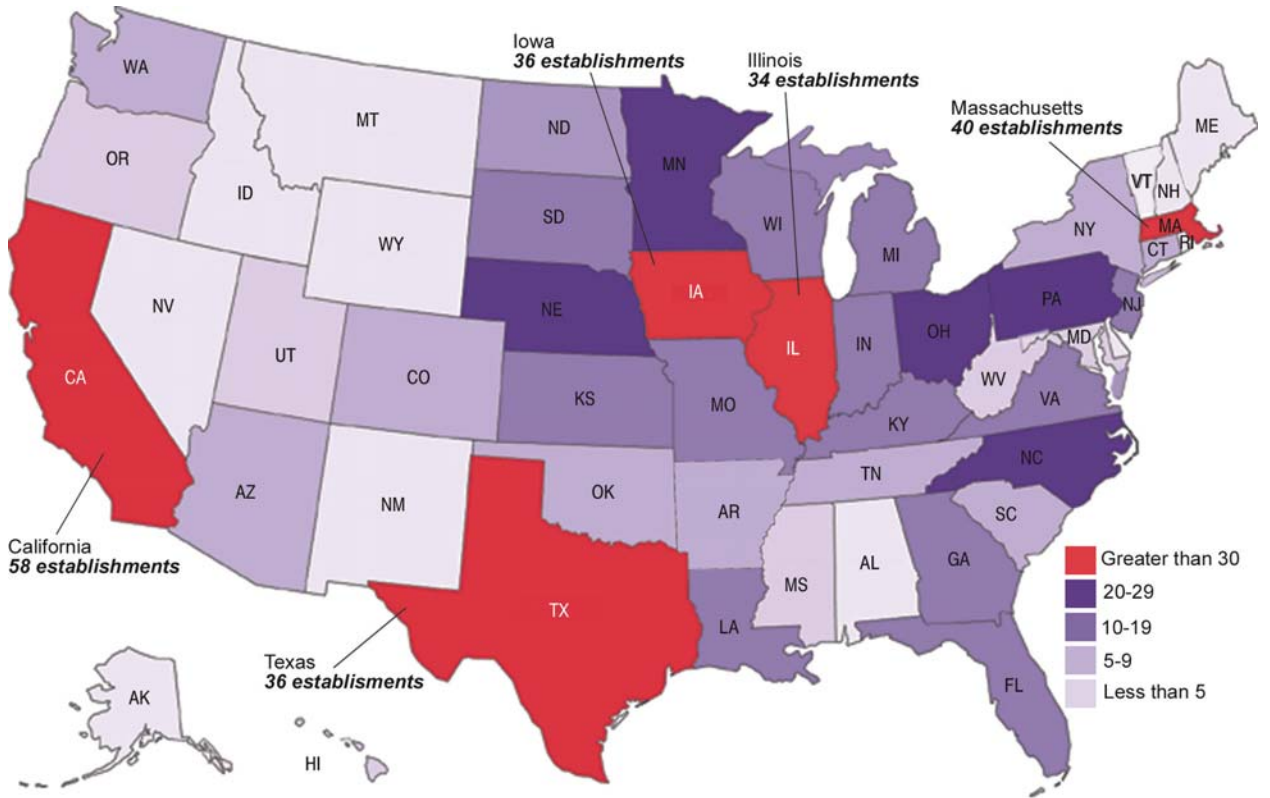 Iowa
36 establishments
Illinois
34 establishments
Massachusetts
40 establishments
WA
MT
ND
MN
ME
OR
ID
SD
WI
VT
NH
WY
MI
NY
MA
CT
RI
NV
NE
IA
PA
NJ
UT
CO
IL
IN
OH
MD
CA
KS
MO
WV
VA
KY
AZ
NM
OK
AR
TN
NC
SC
California
58 establishments
TX
LA
MS
AL
GA
FL
Greater than 30
20-29
10-19
5-9
Less than 5
Texas
36 establisments
AK
HI